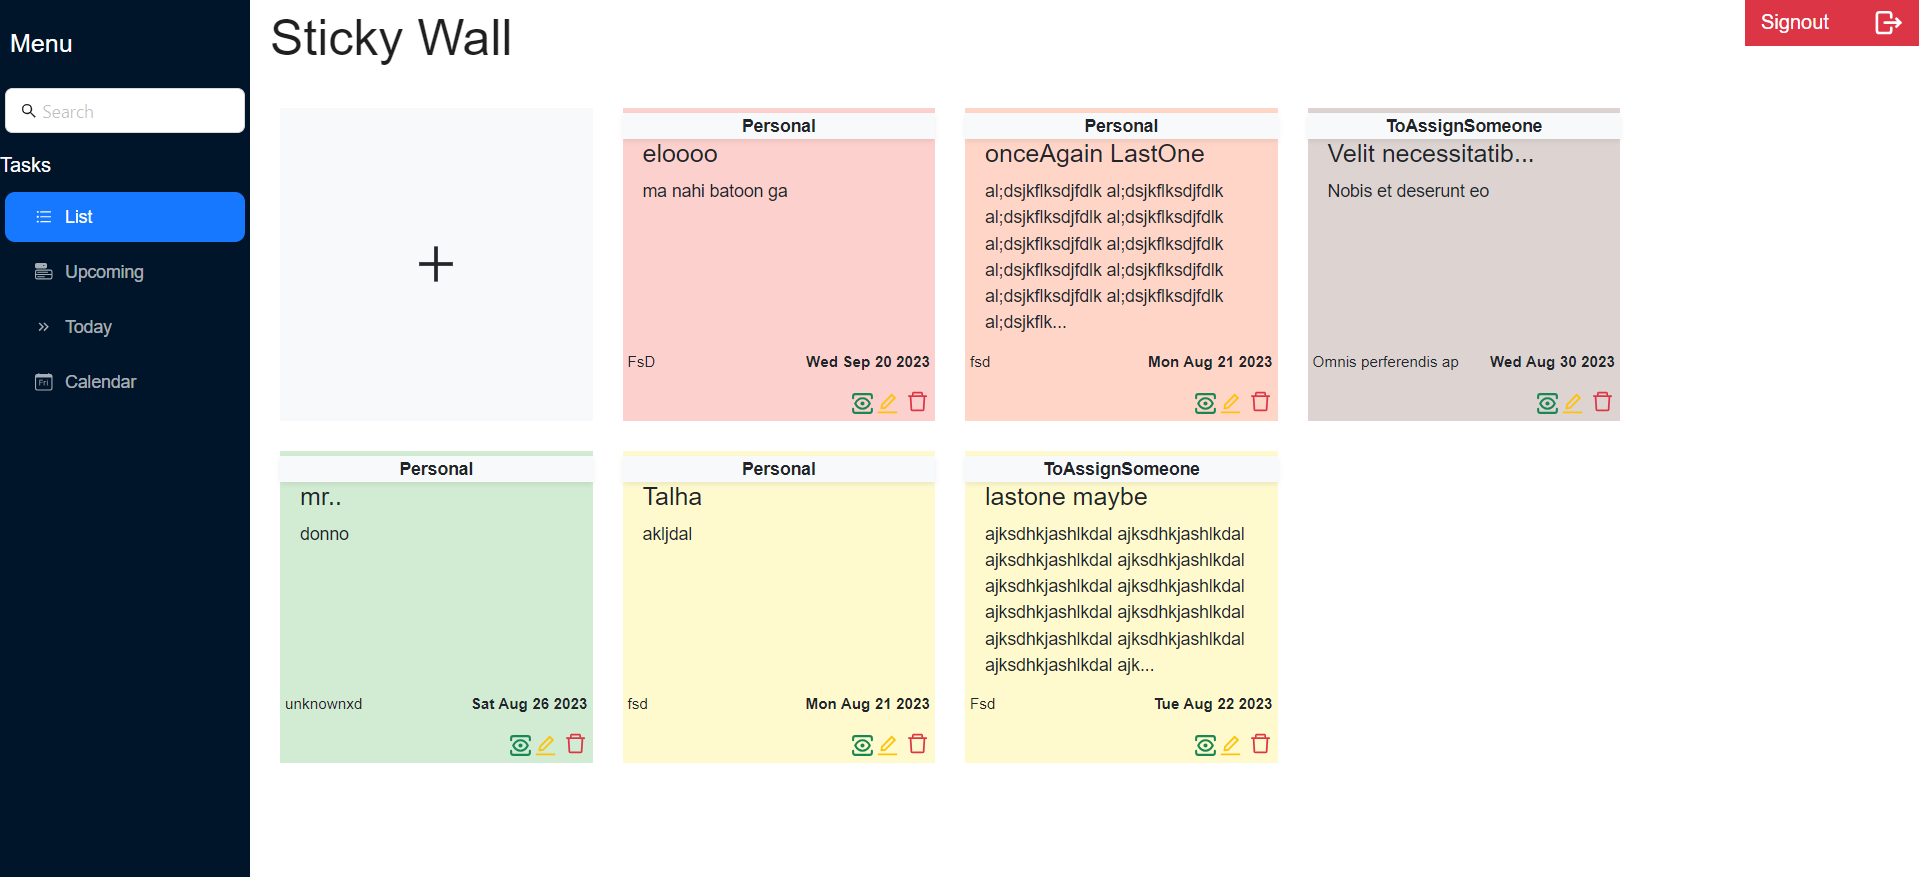 Menu
Search
Tasks
List
Upcoming
Today
Fri
Calendar
Sticky Wall
Signout
Personal
eloooo
ma nahi batoon ga
FsD
Wed Sep 20 2023
Personal
onceAgain LastOne
al;dsjkflksdjfdlk al;dsjkflksdjfdlk
al;dsjkflksdjfdlk al;dsjkflksdjfdlk
al;dsjkflksdjfdlk al;dsjkflksdjfdlk
al;dsjkflksdjfdlk al;dsjkflksdjfdlk
al;dsjkflksdjfdlk al;dsjkflksdjfdlk
al;dsjkflk...
fsd
Mon Aug 21 2023
ToAssignSomeone
Velit necessitatib...
Nobis et deserunt eo
Omnis perferendis ap
Wed Aug 30 2023
Personal
mr..
donno
unknownxd
Sat Aug 26 2023
Personal
Talha
akljdal
fsd
Mon Aug 21 2023
ToAssignSomeone
lastone maybe
ajksdhkjashlkdal ajksdhkjashlkdal
ajksdhkjashlkdal ajksdhkjashlkdal
ajksdhkjashlkdal ajksdhkjashlkdal
ajksdhkjashlkdal ajksdhkjashlkdal
ajksdhkjashlkdal ajksdhkjashlkdal
ajksdhkjashlkdal ajk...
Fsd
Tue Aug 22 2023